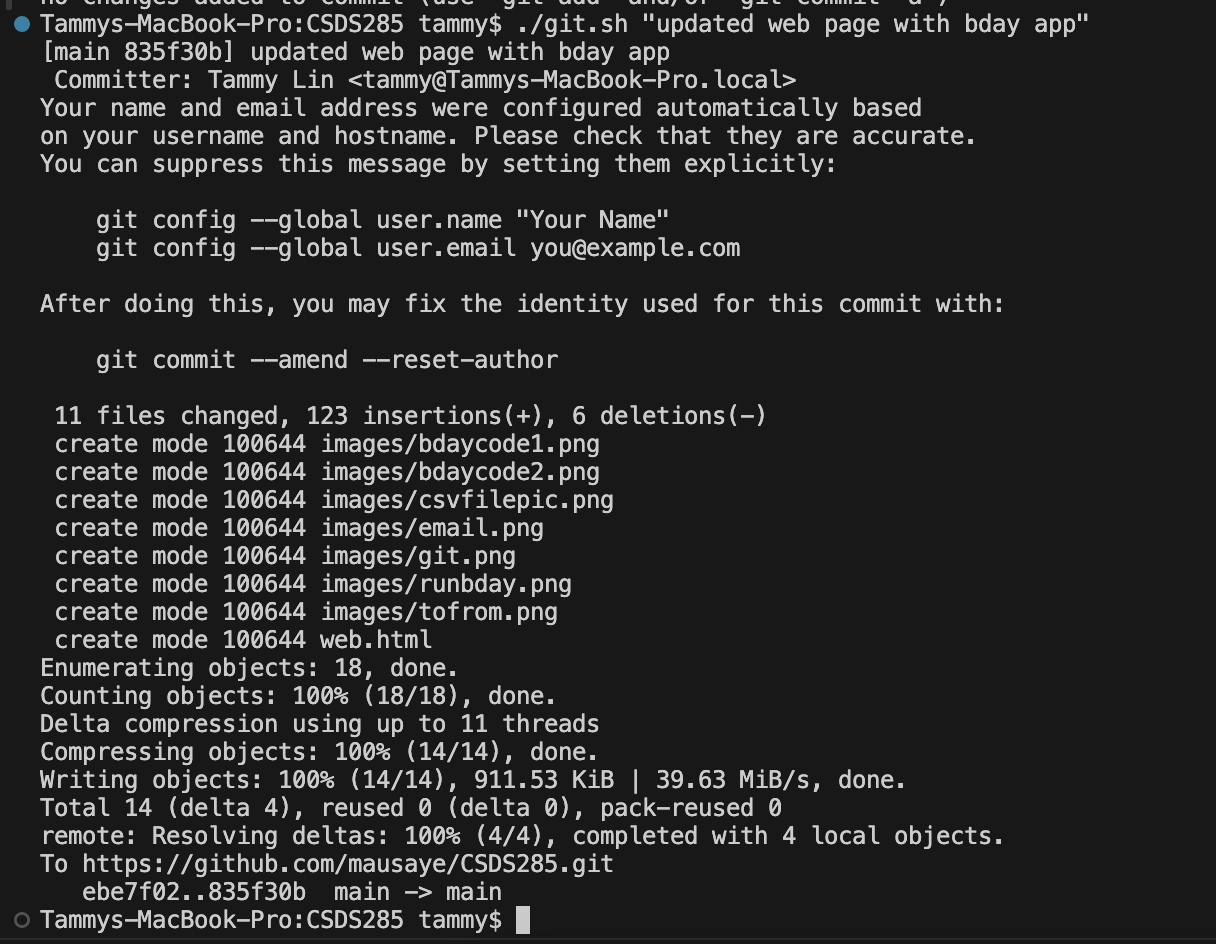 no changes added to commit (use "git add" and/or "git commit -a")
Tammys-MacBook-Pro:CSDS285 tammy$ ./git.sh "updated web page with bday app"
[main 835f30b] updated web page with bday app
 Committer: Tammy Lin <tammy@Tammys-MacBook-Pro.local>
Your name and email address were configured automatically based
on your username and hostname. Please check that they are accurate.
You can suppress this message by setting them explicitly:

    git config --global user.name "Your Name"
    git config --global user.email you@example.com

After doing this, you may fix the identity used for this commit with:

    git commit --amend --reset-author

 11 files changed, 123 insertions(+), 6 deletions(-)
 create mode 100644 images/bdaycode1.png
 create mode 100644 images/bdaycode2.png
 create mode 100644 images/csvfilepic.png
 create mode 100644 images/email.png
 create mode 100644 images/git.png
 create mode 100644 images/runbday.png
 create mode 100644 images/tofrom.png
 create mode 100644 web.html
Enumerating objects: 18, done.
Counting objects: 100% (18/18), done.
Delta compression using up to 11 threads
Compressing objects: 100% (14/14), done.
Writing objects: 100% (14/14), 911.53 KiB | 39.63 MiB/s, done.
Total 14 (delta 4), reused 0 (delta 0), pack-reused 0
remote: Resolving deltas: 100% (4/4), completed with 4 local objects.
To https://github.com/mausaye/CSDS285.git
   ebe7f02..835f30b  main -> main
Tammys-MacBook-Pro:CSDS285 tammy$